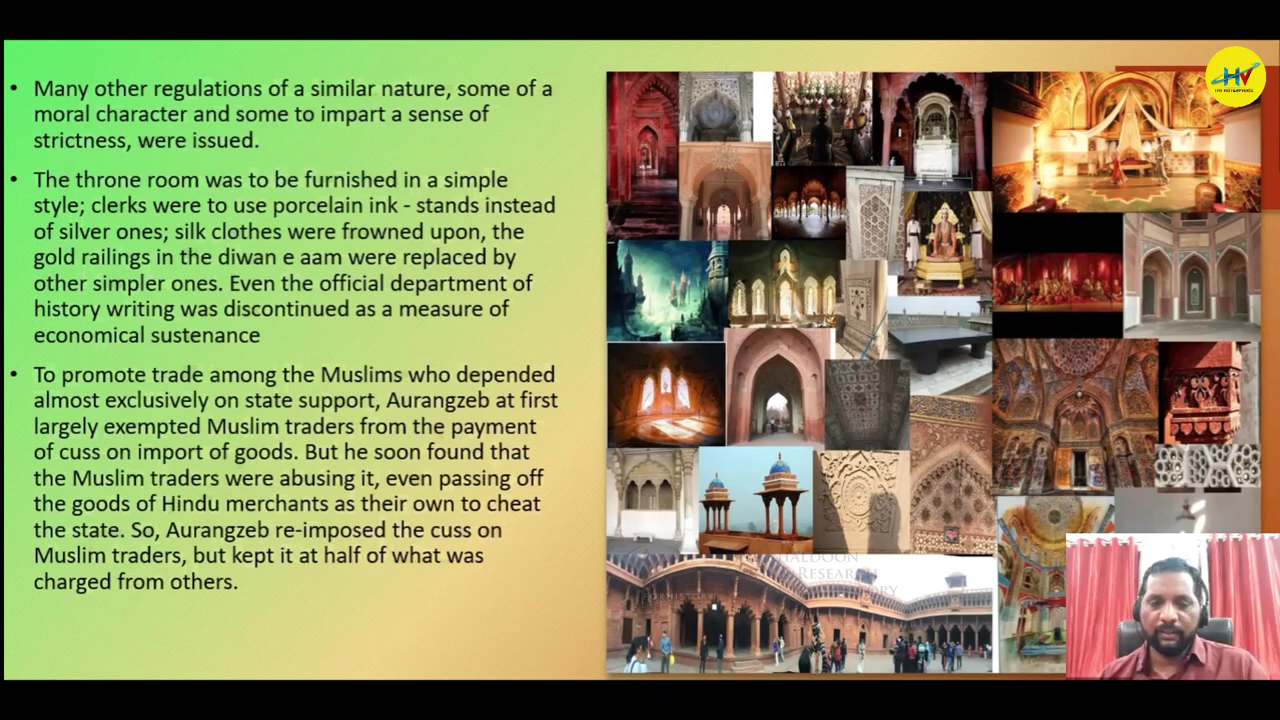 • Many other regulations of a similar nature, some of a
moral character and some to impart a sense of
strictness, were issued.
• The throne room was to be furnished in a simple
style; clerks were to use porcelain ink - stands instead
of silver ones; silk clothes were frowned upon, the
gold railings in the diwan e aam were replaced by
other simpler ones. Even the official department of
history writing was discontinued as a measure of
economical sustenance
• To promote trade among the Muslims who depended
almost exclusively on state support, Aurangzeb at first
largely exempted Muslim traders from the payment
of cuss on import of goods. But he soon found that
the Muslim traders were abusing it, even passing off
the goods of Hindu merchants as their own to cheat
the state. So, Aurangzeb re-imposed the cuss on
Muslim traders, but kept it at half of what was
charged from others.
HV
RESEARCH
FORHISTORY